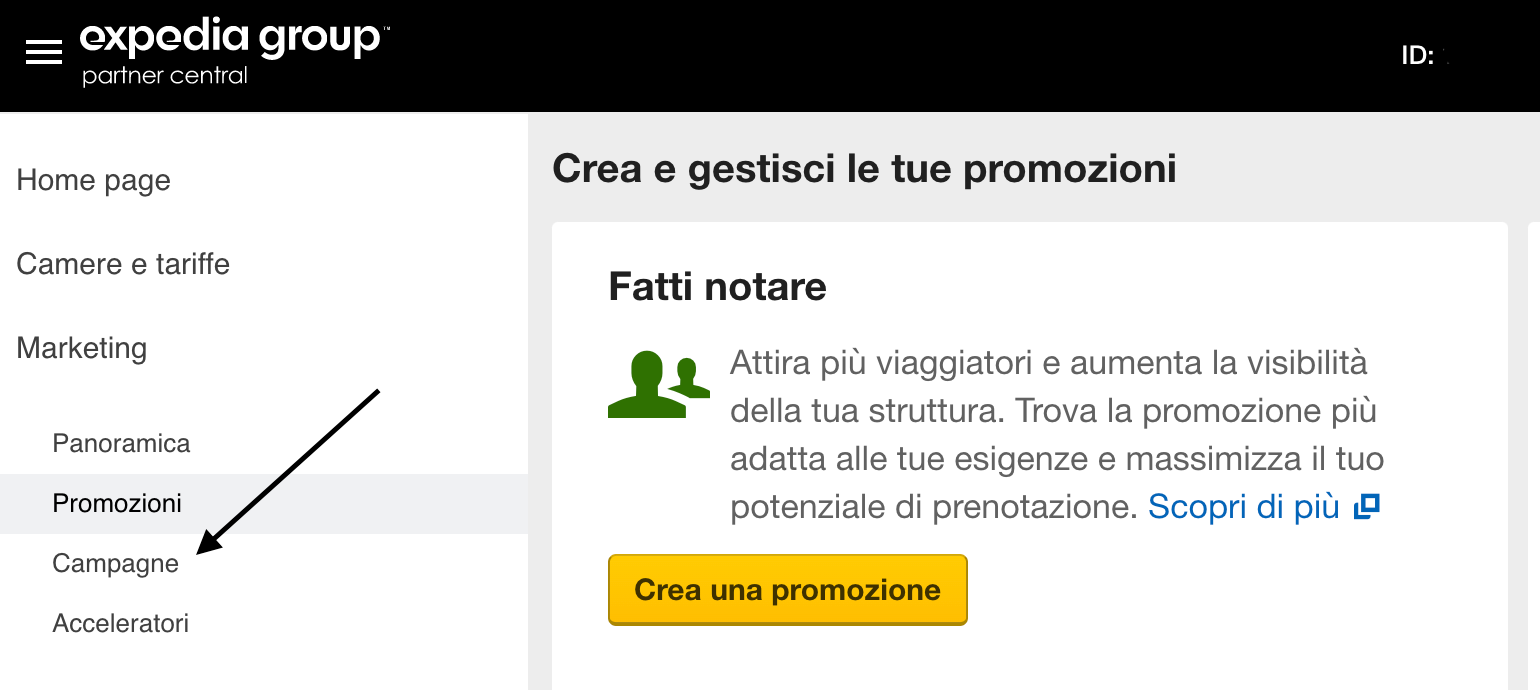 expedia group™
partner central
ID:
Home page
Camere e tariffe
Marketing
Panoramica
Promozioni
Campagne
Acceleratori
Crea e gestisci le tue promozioni
Fatti notare
Attira più viaggiatori e aumenta la visibilità
della tua struttura. Trova la promozione più
adatta alle tue esigenze e massimizza il tuo
potenziale di prenotazione. Scopri di più
Crea una promozione